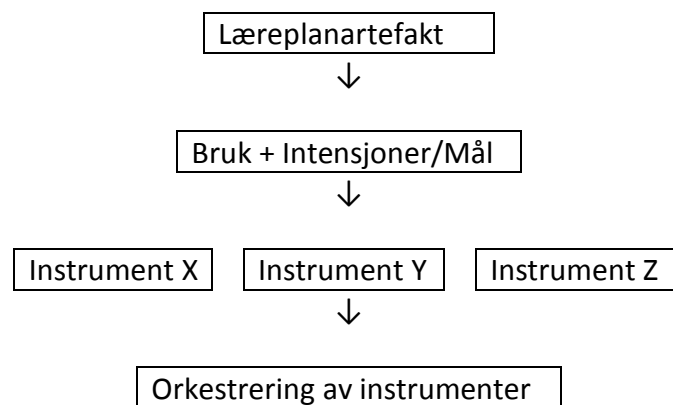 Læreplanartefakt
↓
Bruk + Intensjoner/Mål
↓
Instrument X Instrument Y Instrument Z
↓
Orkestrering av instrumenter